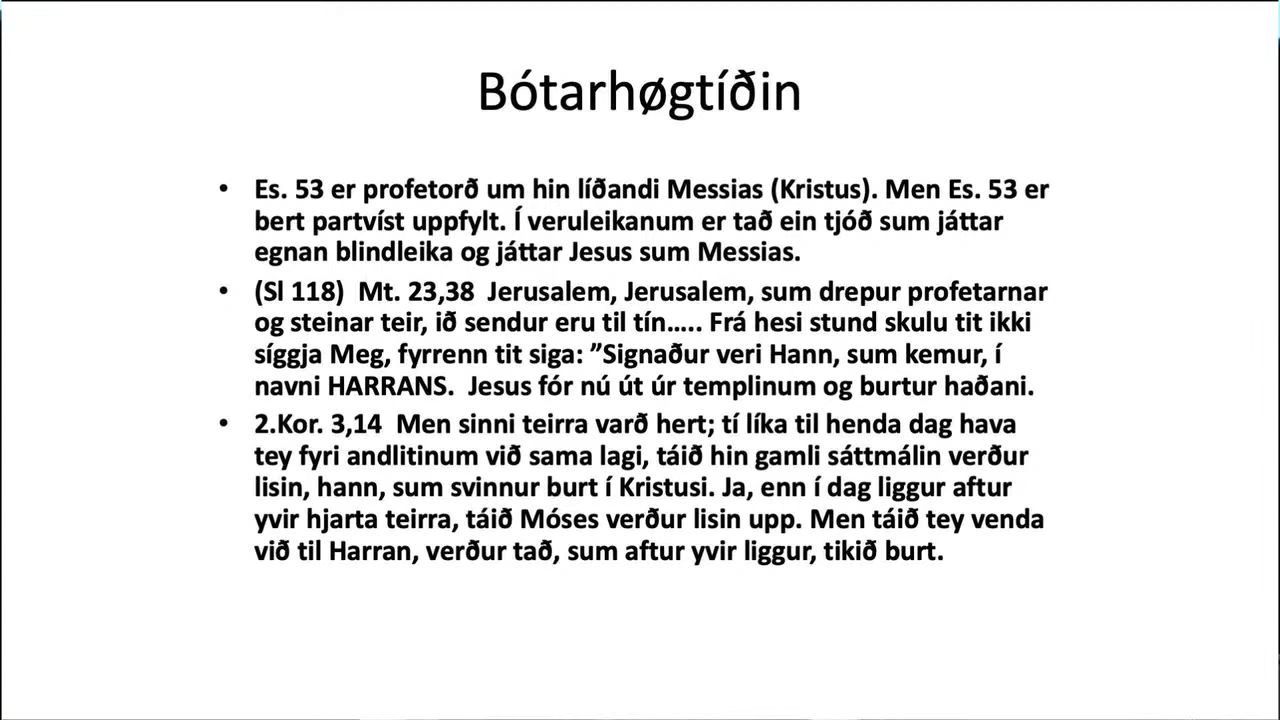 Bótarhøgtíðin
• Es. 53 er profetorð um hin líðandi Messias (Kristus). Men Es. 53 er
bert partvíst uppfylt. Í veruleikanum er tað ein tjóð sum játtar
egnan blindleika og játtar Jesus sum Messias.
• (Sl 118)  Mt. 23,38  Jerusalem, Jerusalem, sum drepur profetarnar
og steinar teir, ið sendur eru til tín….. Frá hesi stund skulu tit ikki
síggja Meg, fyrrenn tit siga: ”Signaður veri Hann, sum kemur, í
navni HARRANS.  Jesus fór nú út úr templinum og burtur haðani.
• 2.Kor. 3,14  Men sinni teirra varð hert; tí líka til henda dag hava
tey fyri andlitinum við sama lagi, táið hin gamli sáttmálin verður
lisin, hann, sum svinnur burt í Kristusi. Ja, enn í dag liggur aftur
yvir hjarta teirra, táið Móses verður lisin upp. Men táið tey venda
við til Harran, verður tað, sum aftur yvir liggur, tikið burt.